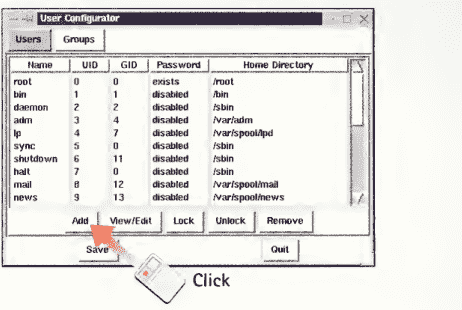 User Configurator
Users Groups
Name UID GID Password Home Directory
root 0 0 exists /root
bin 1 1 disabled /bin
daemon 2 2 disabled /sbin
adm 3 4 disabled /var/adm
lp 4 7 disabled /var/spool/lpd
sync 5 0 disabled /sbin
shutdown 6 11 disabled /sbin
halt 7 0 disabled /sbin
mail 8 12 disabled /var/spool/mail
news 9 13 disabled /var/spool/news
Add View/Edit Lock Unlock Remove
Save Quit
Click